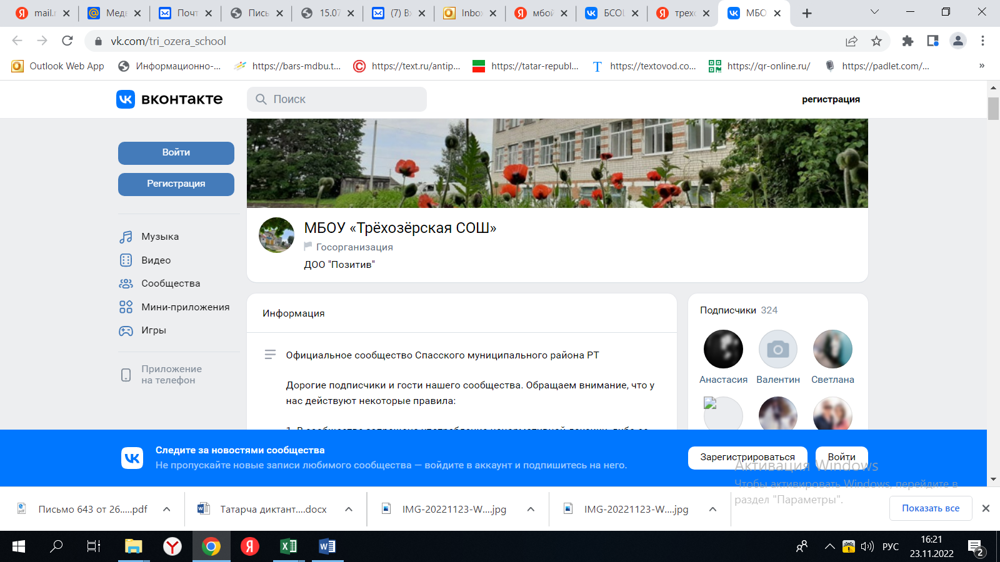 mail.r
Медв
Почт
Пись
15.07
(7) Вх
Inbox
мбой
БСОШ
трехо
МБО
vk.com/tri_ozera_school
Outlook Web App
Информационно-...
https://bars-mdbu.t...
https://text.ru/antip...
https://tatar-republ...
https://textovod.co...
https://qr-online.ru/
https://padlet.com/...
»
вконтакте
Поиск
регистрация
Войти
Регистрация
Музыка
Видео
Сообщества
Мини-приложения
Игры
Приложение
на телефон
МБОУ «Трёхозёрская СОШ»
Госорганизация
ДОО "Позитив"
Информация
Официальное сообщество Спасского муниципального района РТ
Дорогие подписчики и гости нашего сообщества. Обращаем внимание, что у
нас действуют некоторые правила:
Подписчики 324
Анастасия
Валентин
Светлана
Следите за новостями сообщества
Не пропускайте новые записи любимого сообщества — войдите в аккаунт и подпишитесь на него.
Зарегистрироваться
Войти
Активация Windows
Чтобы активировать Windows, перейдите в
раздел "Параметры".
Письмо 643 от 26.....pdf
Татарча диктант....docx
IMG-20221123-W....jpg
IMG-20221123-W....jpg
Показать все
РУС
16:21
23.11.2022
2